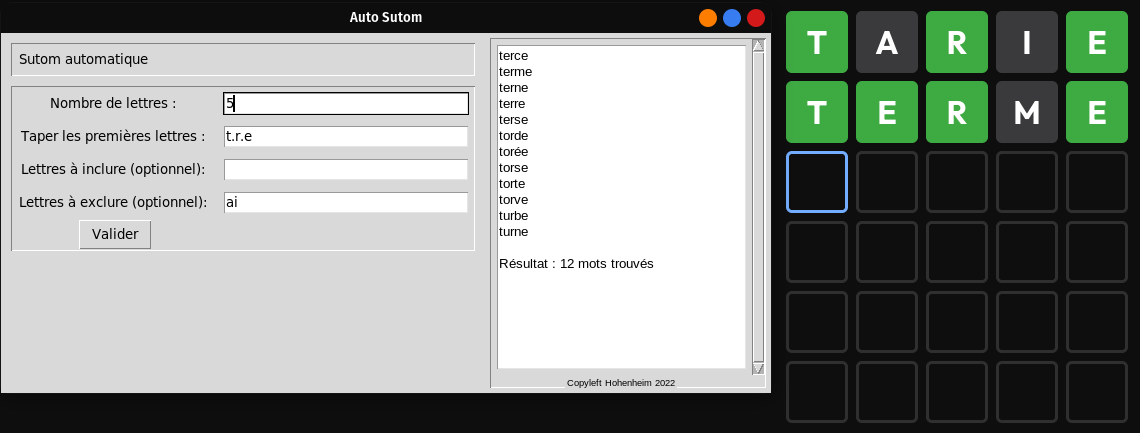 Auto Sutom
Sutom automatique
Nombre de lettres : 5
Taper les premières lettres : t.r.e
Lettres à inclure (optionnel):
Lettres à exclure (optionnel): ai
Valider
terce
terme
terne
terre
terse
torde
torée
torse
torte
torve
turbe
turne
Résultat : 12 mots trouvés
Copyleft Hohenheim 2022
T A R I E
T E R M E